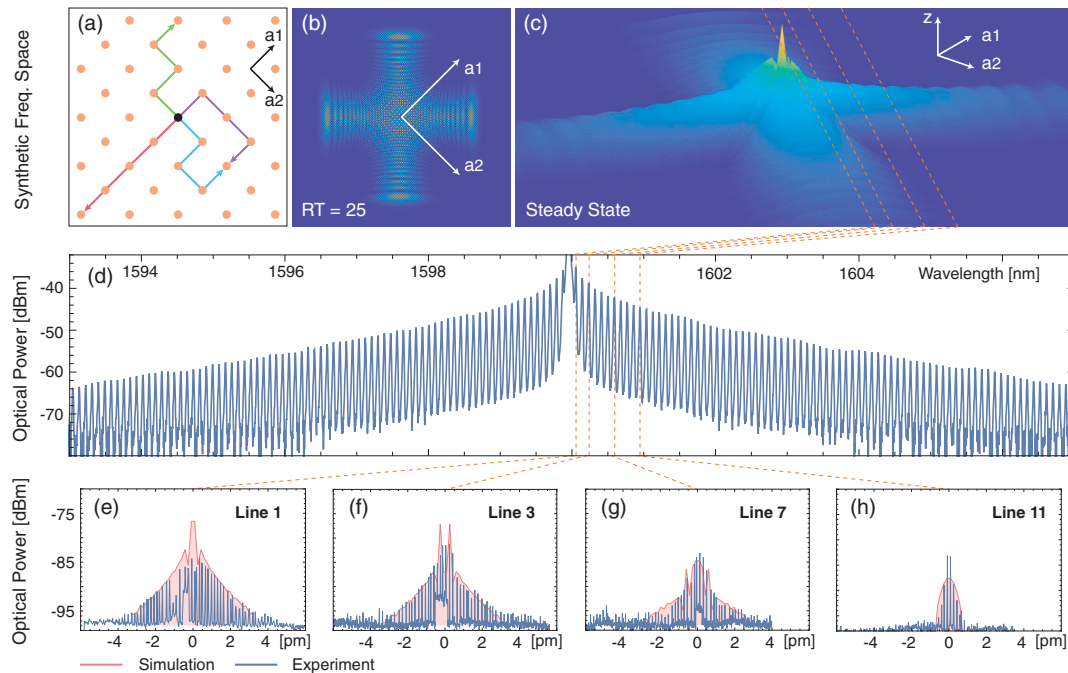 Synthetic Freq. Space
(a)
a1
a2
(b)
a1
a2
RT = 25
(c)
z
a1
a2
Steady State
(d)
1594
1596
1598
1602
1604
Wavelength [nm]
Optical Power [dBm]
-40
-50
-60
-70
Optical Power [dBm]
-75
-85
-95
(e)
Line 1
-4
-2
0
2
4
[pm]
(f)
Line 3
-4
-2
0
2
4
[pm]
(g)
Line 7
-4
-2
0
2
4
[pm]
(h)
Line 11
-4
-2
0
2
4
[pm]
Simulation
Experiment